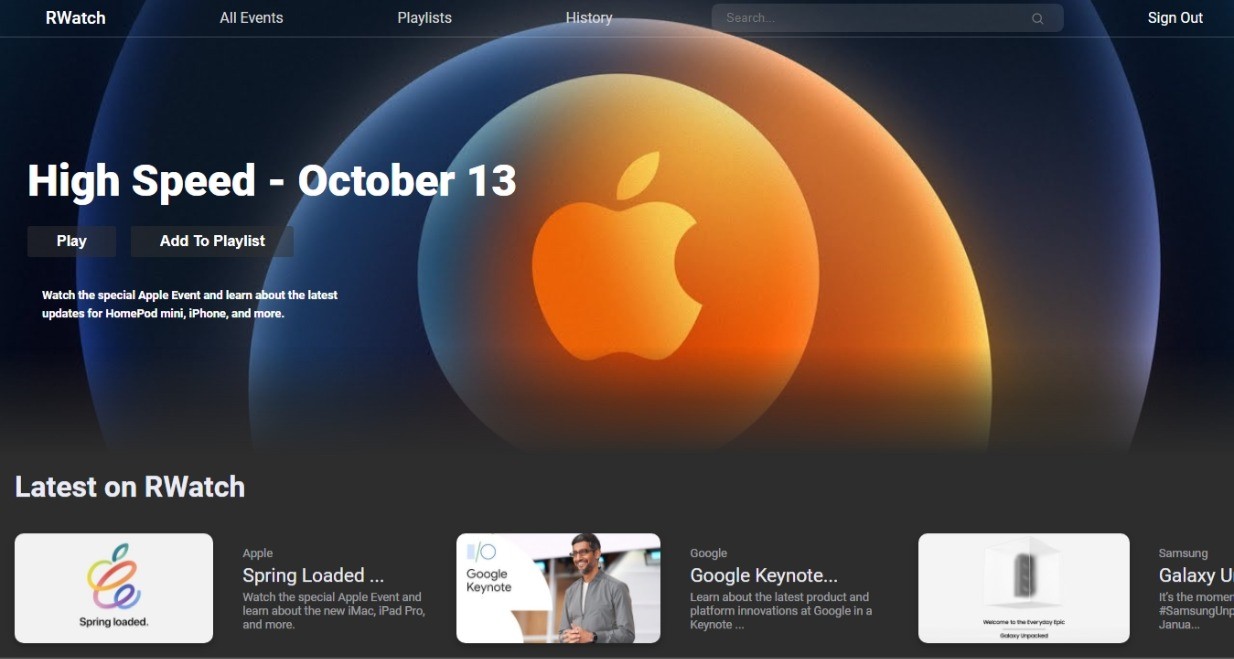 RWatch
All Events
Playlists
History
Search...
Sign Out
High Speed - October 13
Play
Add To Playlist
Watch the special Apple Event and learn about the latest
updates for HomePod mini, iPhone, and more.
Latest on RWatch
Spring loaded.
Apple
Spring Loaded ...
Watch the special Apple Event and
learn about the new iMac, iPad Pro,
and more.
I/O
Google
Keynote
Google
Google Keynote...
Learn about the latest product and
platform innovations at Google in a
Keynote ...
Welcome to the Everyday Epic
Galaxy Unpacked
Samsung
Galaxy U
It's the momen
#SamsungUnp
Janua...